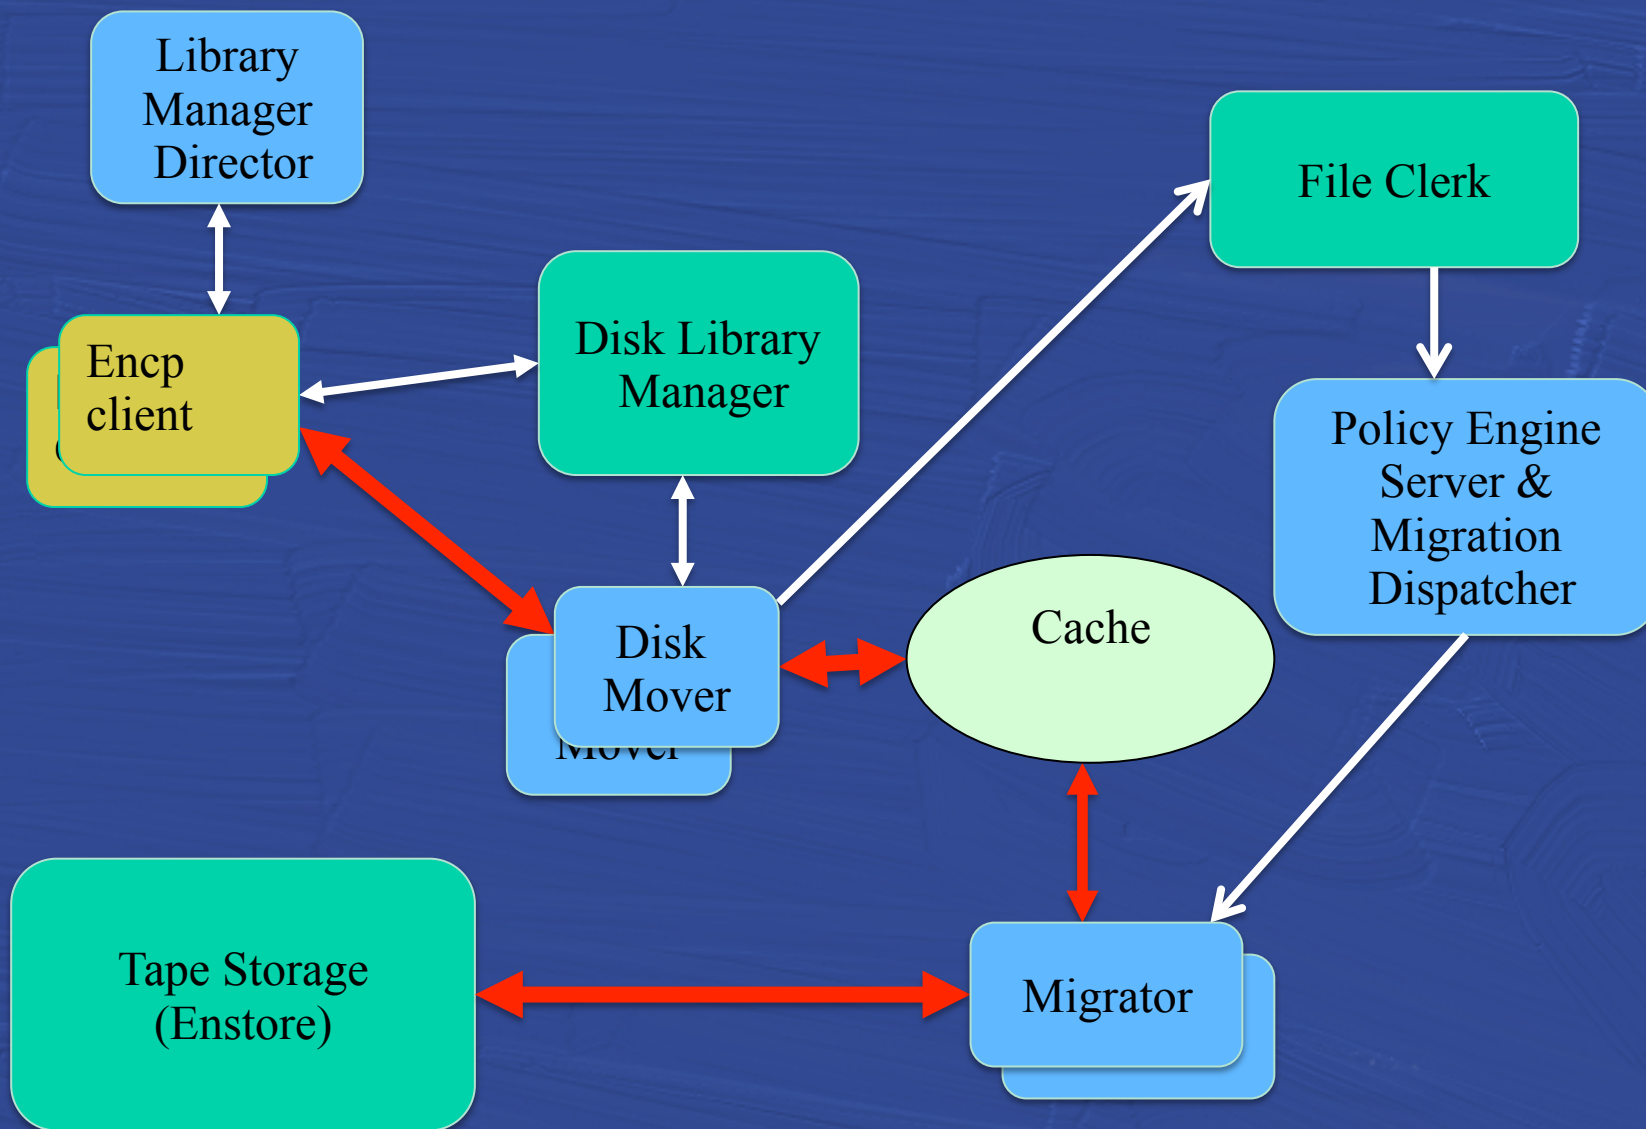 Library
Manager
Director
File Clerk
Encp
client
Disk Library
Manager
Policy Engine
Server &
Migration
Dispatcher
Disk
Mover
Mover
Cache
Tape Storage
(Enstore)
Migrator